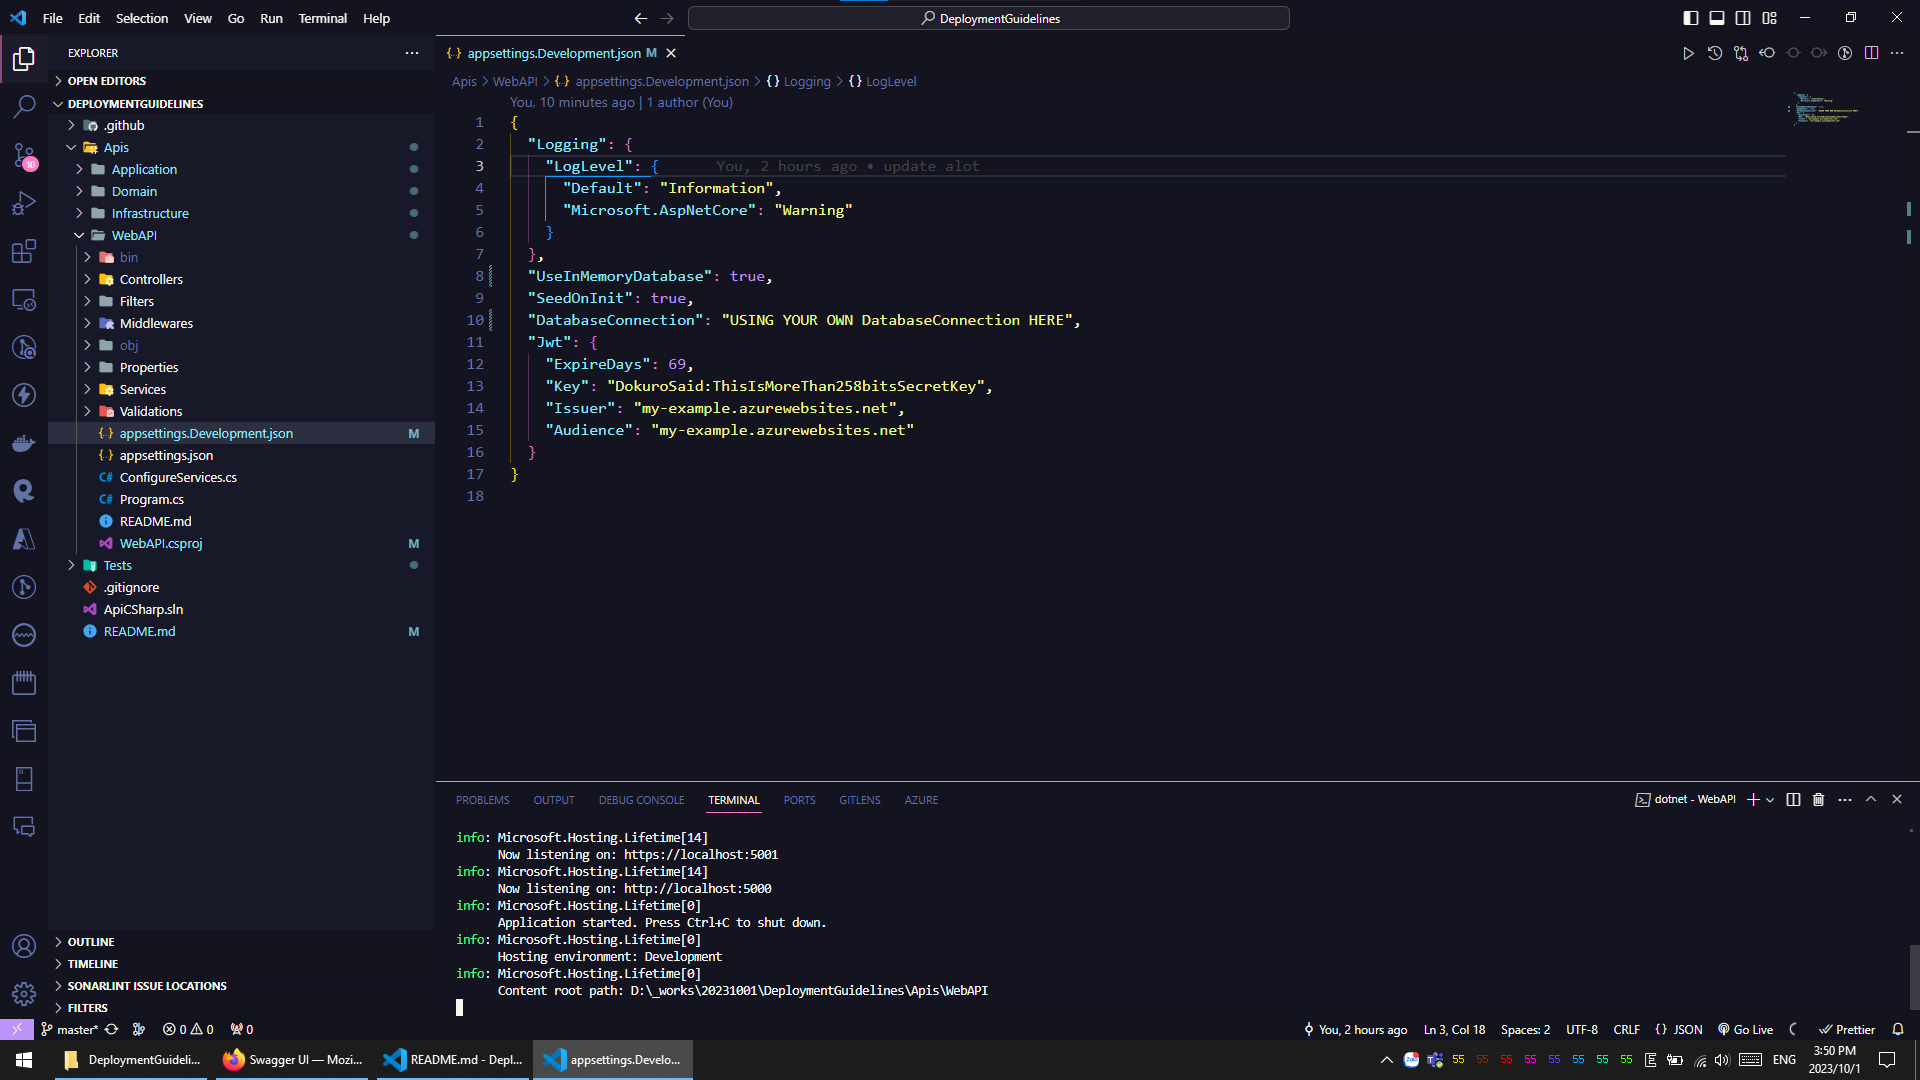 File Edit Selection View Go Run Terminal Help
DeploymentGuidelines
EXPLORER
OPEN EDITORS
DEPLOYMENTGUIDELINES
.github
Apis
Application
Domain
Infrastructure
WebAPI
bin
Controllers
Filters
Middlewares
obj
Properties
Services
Validations
appsettings.Development.json M
appsettings.json
ConfigureServices.cs
Program.cs
README.md
WebAPI.csproj M
Tests
.gitignore
ApiCSharp.sln
README.md M
OUTLINE
TIMELINE
SONARLINT ISSUE LOCATIONS
FILTERS
10
appsettings.Development.json M
Apis > WebAPI > {} appsettings.Development.json > {} Logging > {} LogLevel
You, 10 minutes ago | 1 author (You)
1 {
2 "Logging": {
3 "LogLevel": { You, 2 hours ago • update alot
4 "Default": "Information",
5 "Microsoft.AspNetCore": "Warning"
6 }
7 },
8 "UseInMemoryDatabase": true,
9 "SeedOnInit": true,
10 "DatabaseConnection": "USING YOUR OWN DatabaseConnection HERE",
11 "Jwt": {
12 "ExpireDays": 69,
13 "Key": "DokuroSaid:ThisIsMoreThan258bitsSecretKey",
14 "Issuer": "my-example.azurewebsites.net",
15 "Audience": "my-example.azurewebsites.net"
16 }
17 }
18
PROBLEMS OUTPUT DEBUG CONSOLE TERMINAL PORTS GITLENS AZURE
dotnet - WebAPI
info: Microsoft.Hosting.Lifetime[14]
Now listening on: https://localhost:5001
info: Microsoft.Hosting.Lifetime[14]
Now listening on: http://localhost:5000
info: Microsoft.Hosting.Lifetime[0]
Application started. Press Ctrl+C to shut down.
info: Microsoft.Hosting.Lifetime[0]
Hosting environment: Development
info: Microsoft.Hosting.Lifetime[0]
Content root path: D:\_works\20231001\DeploymentGuidelines\Apis\WebAPI
master* 0 0 0
You, 2 hours ago Ln 3, Col 18 Spaces: 2 UTF-8 CRLF {} JSON Go Live Prettier
DeploymentGuideli... Swagger UI — Mozi... README.md - Depl... appsettings.Develo...
55 55 55 55 55 55 55 55 ENG 3:50 PM
2023/10/1